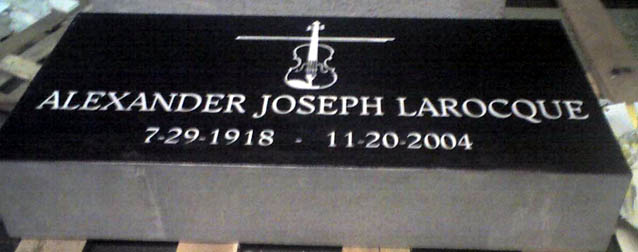 ALEXANDER JOSEPH LAROCQUE
7-29-1918 - 11-20-2004